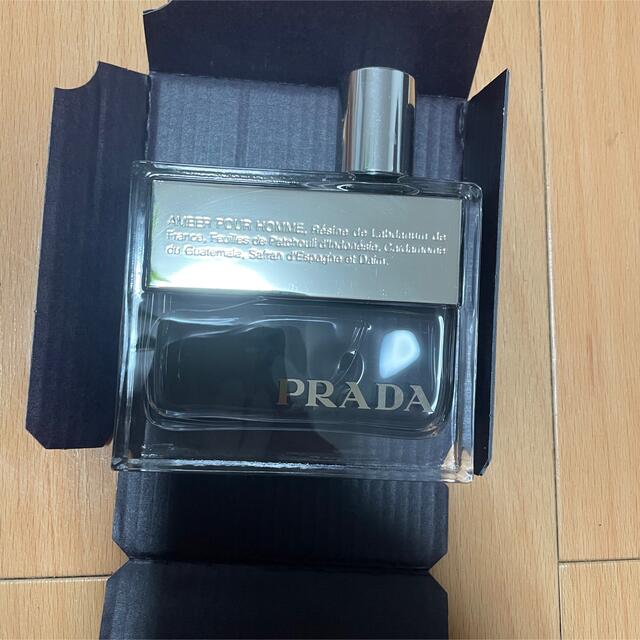 AMBER POUR HOMME. Résine de Labdanum de
France, Feuilles de Patchouli d'Indonésie, Cardamome
du Guatemala, Safran d'Espagne et Daim.
PRADA